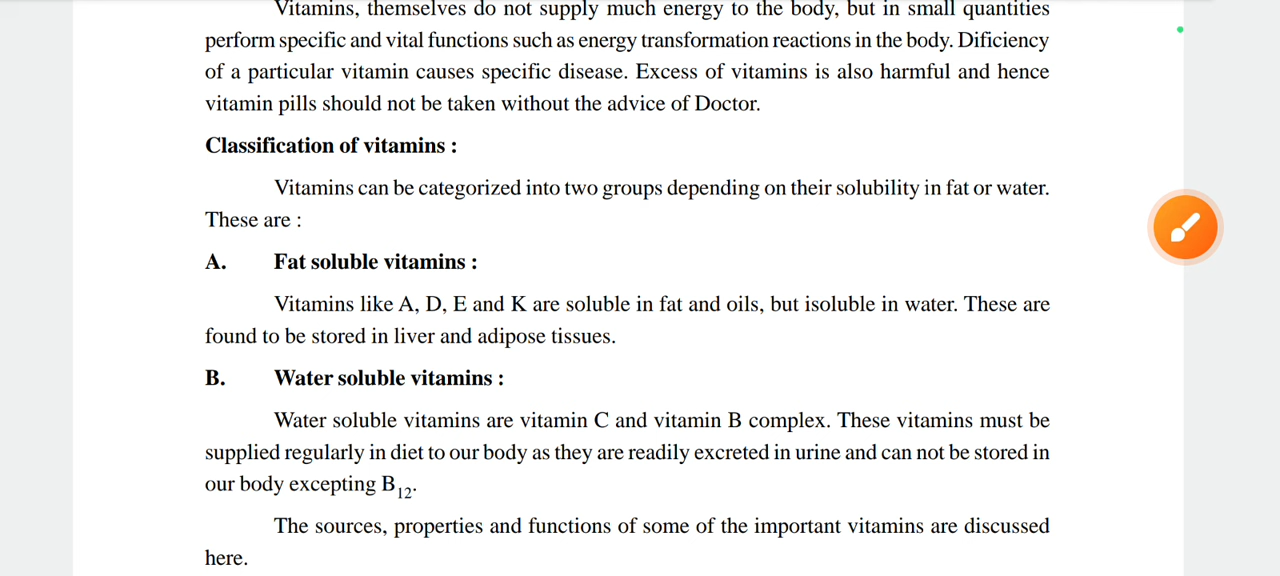 Vitamins, themselves do not supply much energy to the body, but in small quantities
perform specific and vital functions such as energy transformation reactions in the body. Dificiency
of a particular vitamin causes specific disease. Excess of vitamins is also harmful and hence
vitamin pills should not be taken without the advice of Doctor.
Classification of vitamins :
Vitamins can be categorized into two groups depending on their solubility in fat or water.
These are :
A. Fat soluble vitamins :
Vitamins like A, D, E and K are soluble in fat and oils, but isoluble in water. These are
found to be stored in liver and adipose tissues.
B. Water soluble vitamins :
Water soluble vitamins are vitamin C and vitamin B complex. These vitamins must be
supplied regularly in diet to our body as they are readily excreted in urine and can not be stored in
our body excepting B₁₂.
The sources, properties and functions of some of the important vitamins are discussed
here.